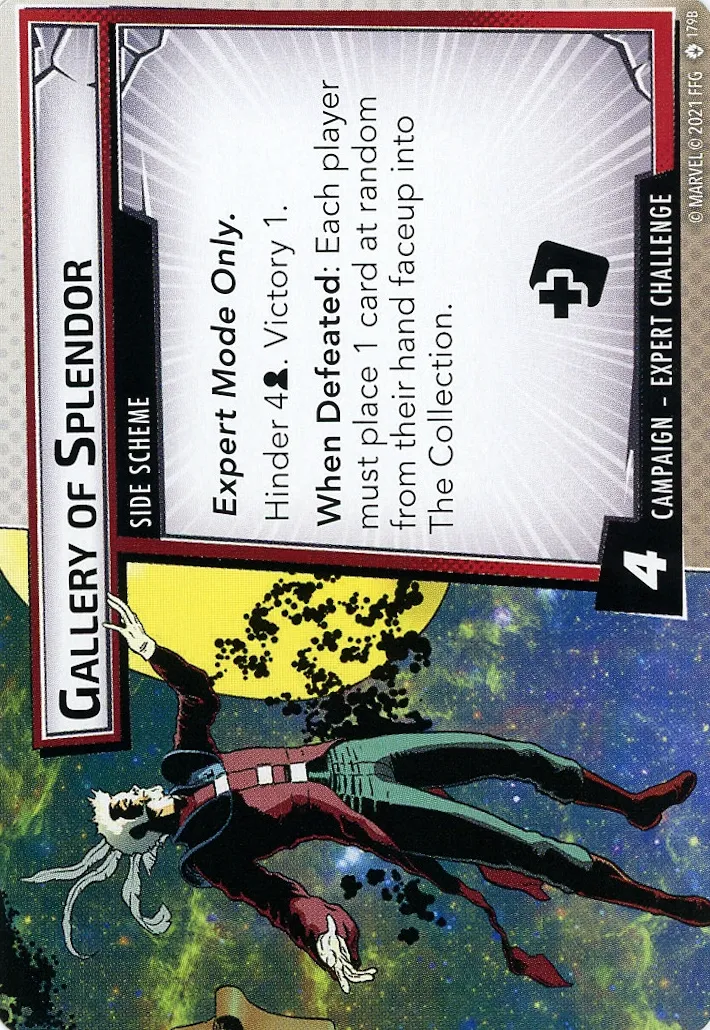 GALLERY OF SPLENDOR
SIDE SCHEME
Expert Mode Only.
Hinder 4. Victory 1.
When Defeated: Each player
must place 1 card at random
from their hand faceup into
The Collection.
4
CAMPAIGN – EXPERT CHALLENGE
© MARVEL © 2021 FFG 179B